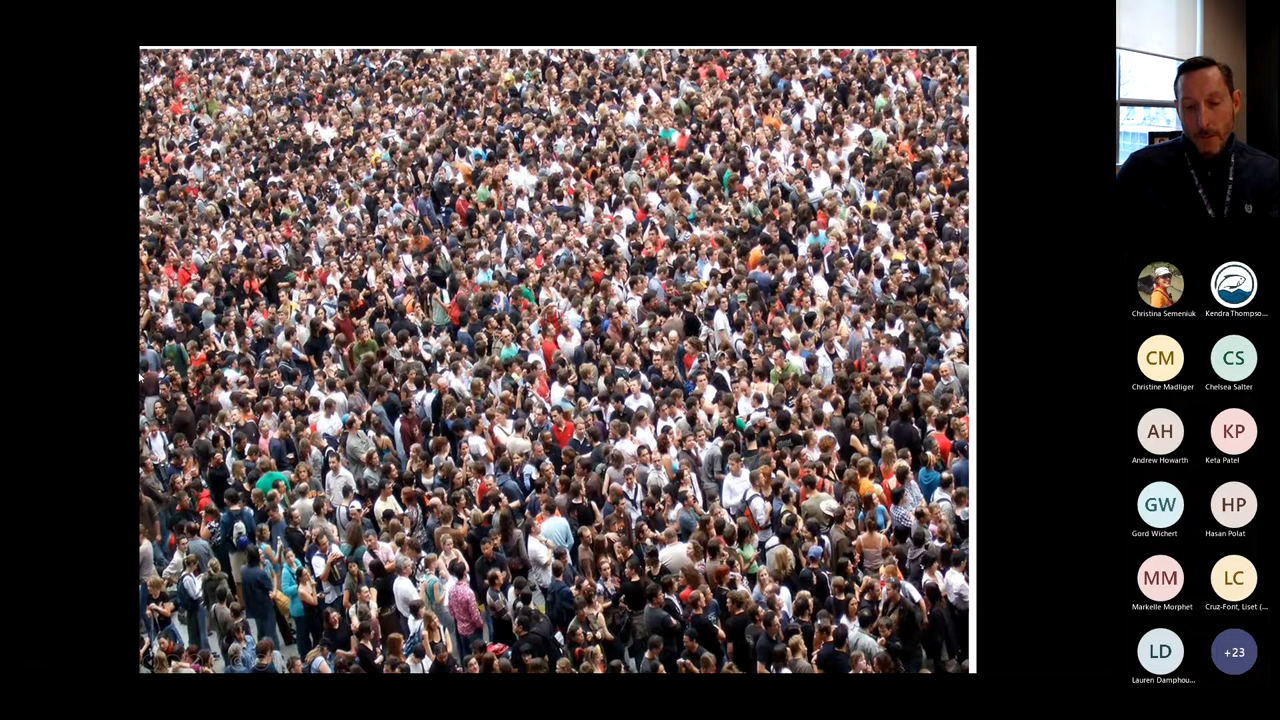 Christina Semeniuk
Kendra Thompso...
CM
CS
Christine Madliger
Chelsea Salter
AH
KP
Andrew Howarth
Keta Patel
GW
HP
Gord Wichert
Hasan Polat
MM
LC
Markelle Morphet
Cruz-Font, Liset (...
LD
+23
Lauren Damphou...